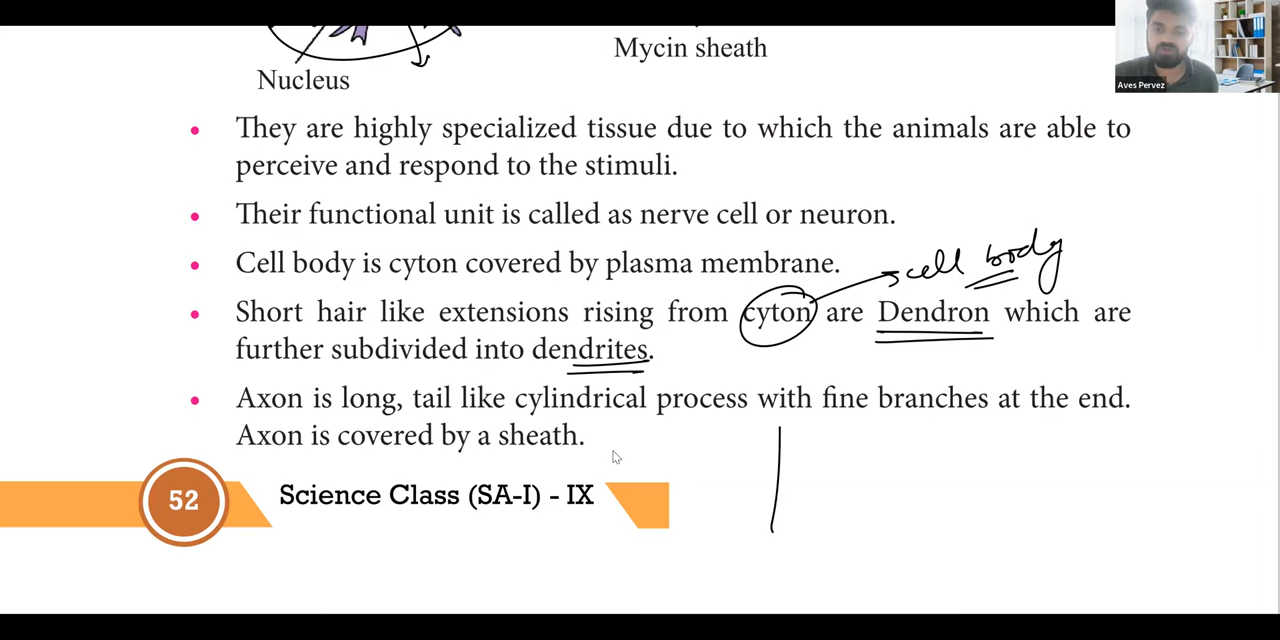 Mycin sheath
Aves Pervez
Nucleus
• They are highly specialized tissue due to which the animals are able to
perceive and respond to the stimuli.
• Their functional unit is called as nerve cell or neuron.
cell body
• Cell body is cyton covered by plasma membrane.
• Short hair like extensions rising from cyton are Dendron which are
further subdivided into dendrites.
• Axon is long, tail like cylindrical process with fine branches at the end.
Axon is covered by a sheath.
52 Science Class (SA-I) - IX